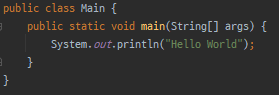 public class Main {
    public static void main(String[] args) {
        System.out.println("Hello World");
    }
}